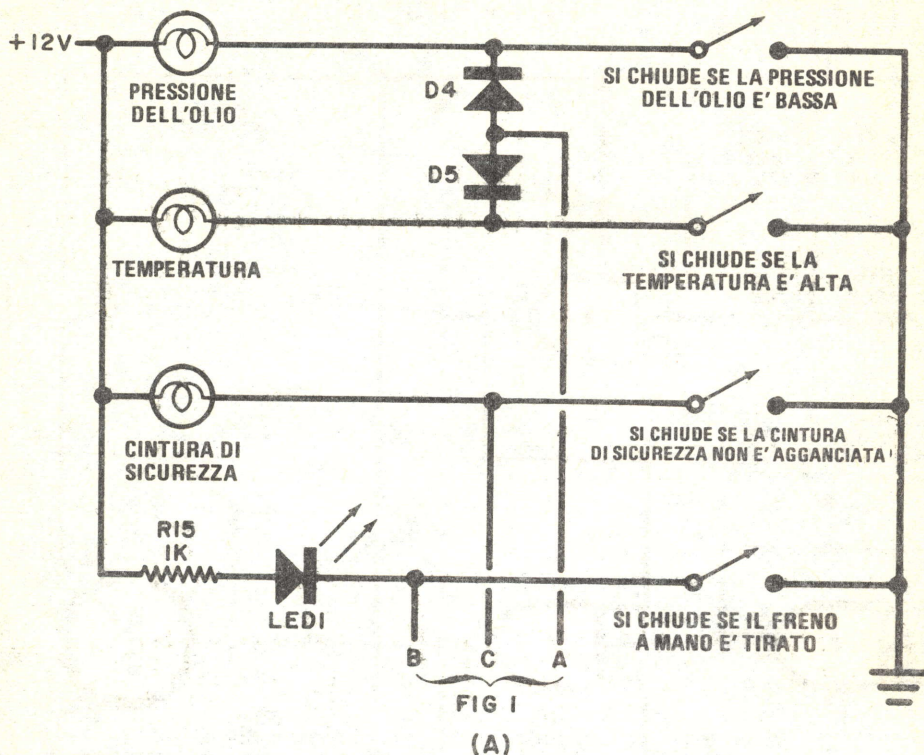 +12V
PRESSIONE
DELL'OLIO
D4
SI CHIUDE SE LA PRESSIONE
DELL'OLIO E' BASSA
D5
TEMPERATURA
SI CHIUDE SE LA
TEMPERATURA E' ALTA
CINTURA DI
SICUREZZA
SI CHIUDE SE LA CINTURA
DI SICUREZZA NON E' AGGANCIATA
R15
1K
LED1
SI CHIUDE SE IL FRENO
A MANO E' TIRATO
B C A
FIG 1
(A)